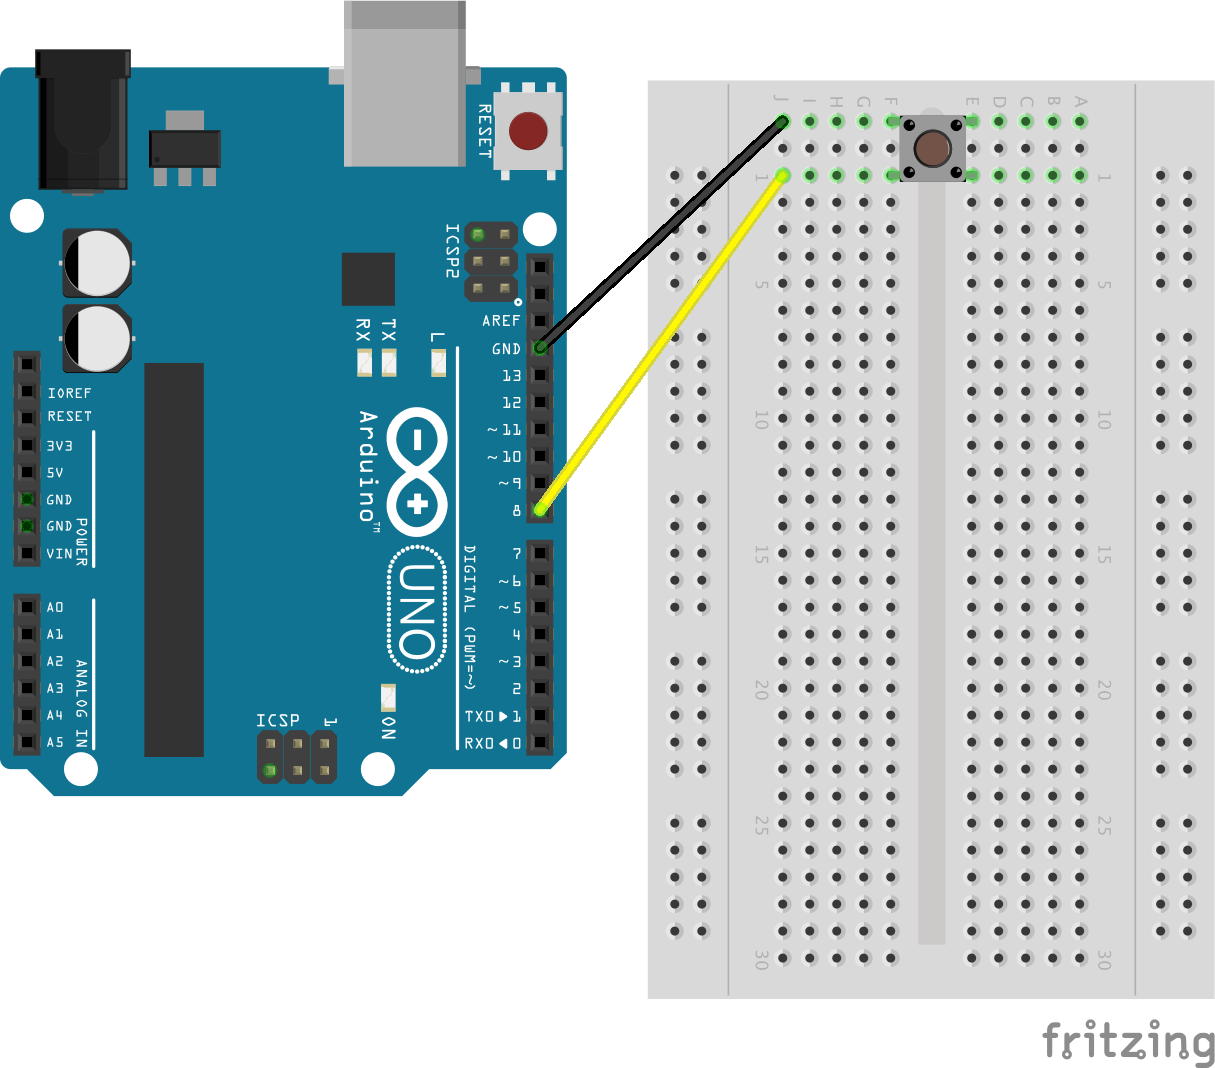 RESET
ICSP2
AREF
GND
RX
TX
L
13
12
~11
~10
~9
8
IOREF
RESET
3V3
5V
GND
GND
VIN
POWER
Arduino™
UNO
7
~6
~5
4
~3
2
TX0▶1
RX0◀0
DIGITAL (PWM=~)
A0
A1
A2
A3
A4
A5
ANALOG IN
ICSP
1
ON
J I H G F E D C B A
1 1
5 5
10 10
15 15
20 20
25 25
30 30
fritzing